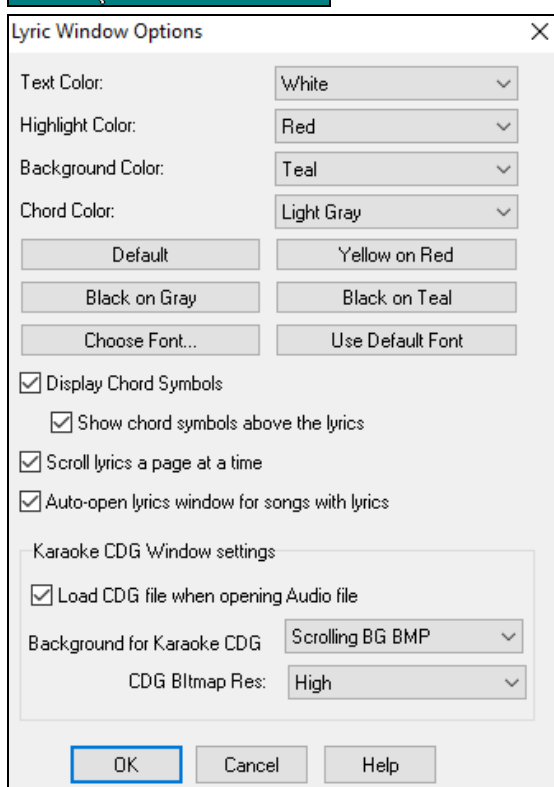 Lyric Window Options
Text Color: White
Highlight Color: Red
Background Color: Teal
Chord Color: Light Gray
Default Yellow on Red
Black on Gray Black on Teal
Choose Font... Use Default Font
Display Chord Symbols
Show chord symbols above the lyrics
Scroll lyrics a page at a time
Auto-open lyrics window for songs with lyrics
Karaoke CDG Window settings
Load CDG file when opening Audio file
Background for Karaoke CDG Scrolling BG BMP
CDG BItmap Res: High
OK Cancel Help